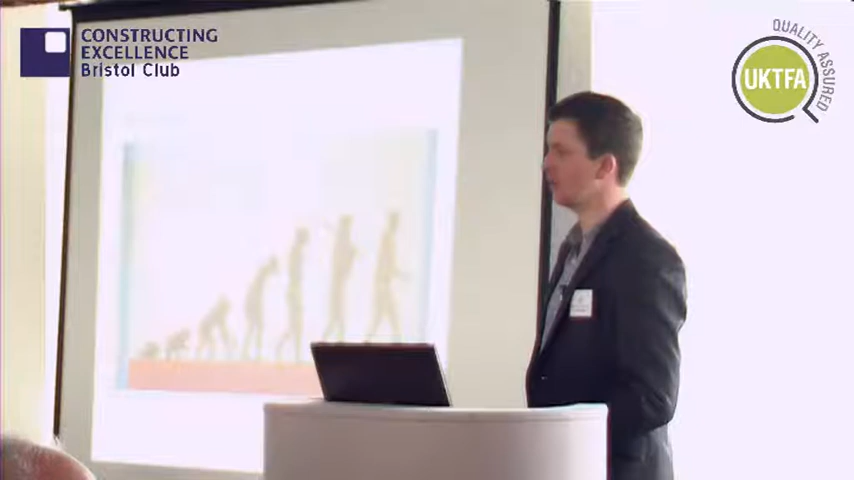 CONSTRUCTING
EXCELLENCE
Bristol Club
QUALITY ASSURED
UKTFA